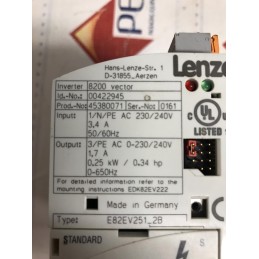 Hans-Lenze-Str. 1
D-31855 Aerzen
Lenze
Inverter 8200 vector
Id.-No.: 00422945
Prod.-No: 45380071 Ser.-No: 0161
Input: 1/N/PE AC 230/240V
3,4 A
50/60Hz
Output: 3/PE AC 0-230/240V
1,7 A
0.25 kW / 0.34 hp
0-650Hz
For detailed information refer to the
mounting instructions EDK82EV222
Made in Germany
Type: E82EV251_2B
C UL US
LISTED
STANDARD
S